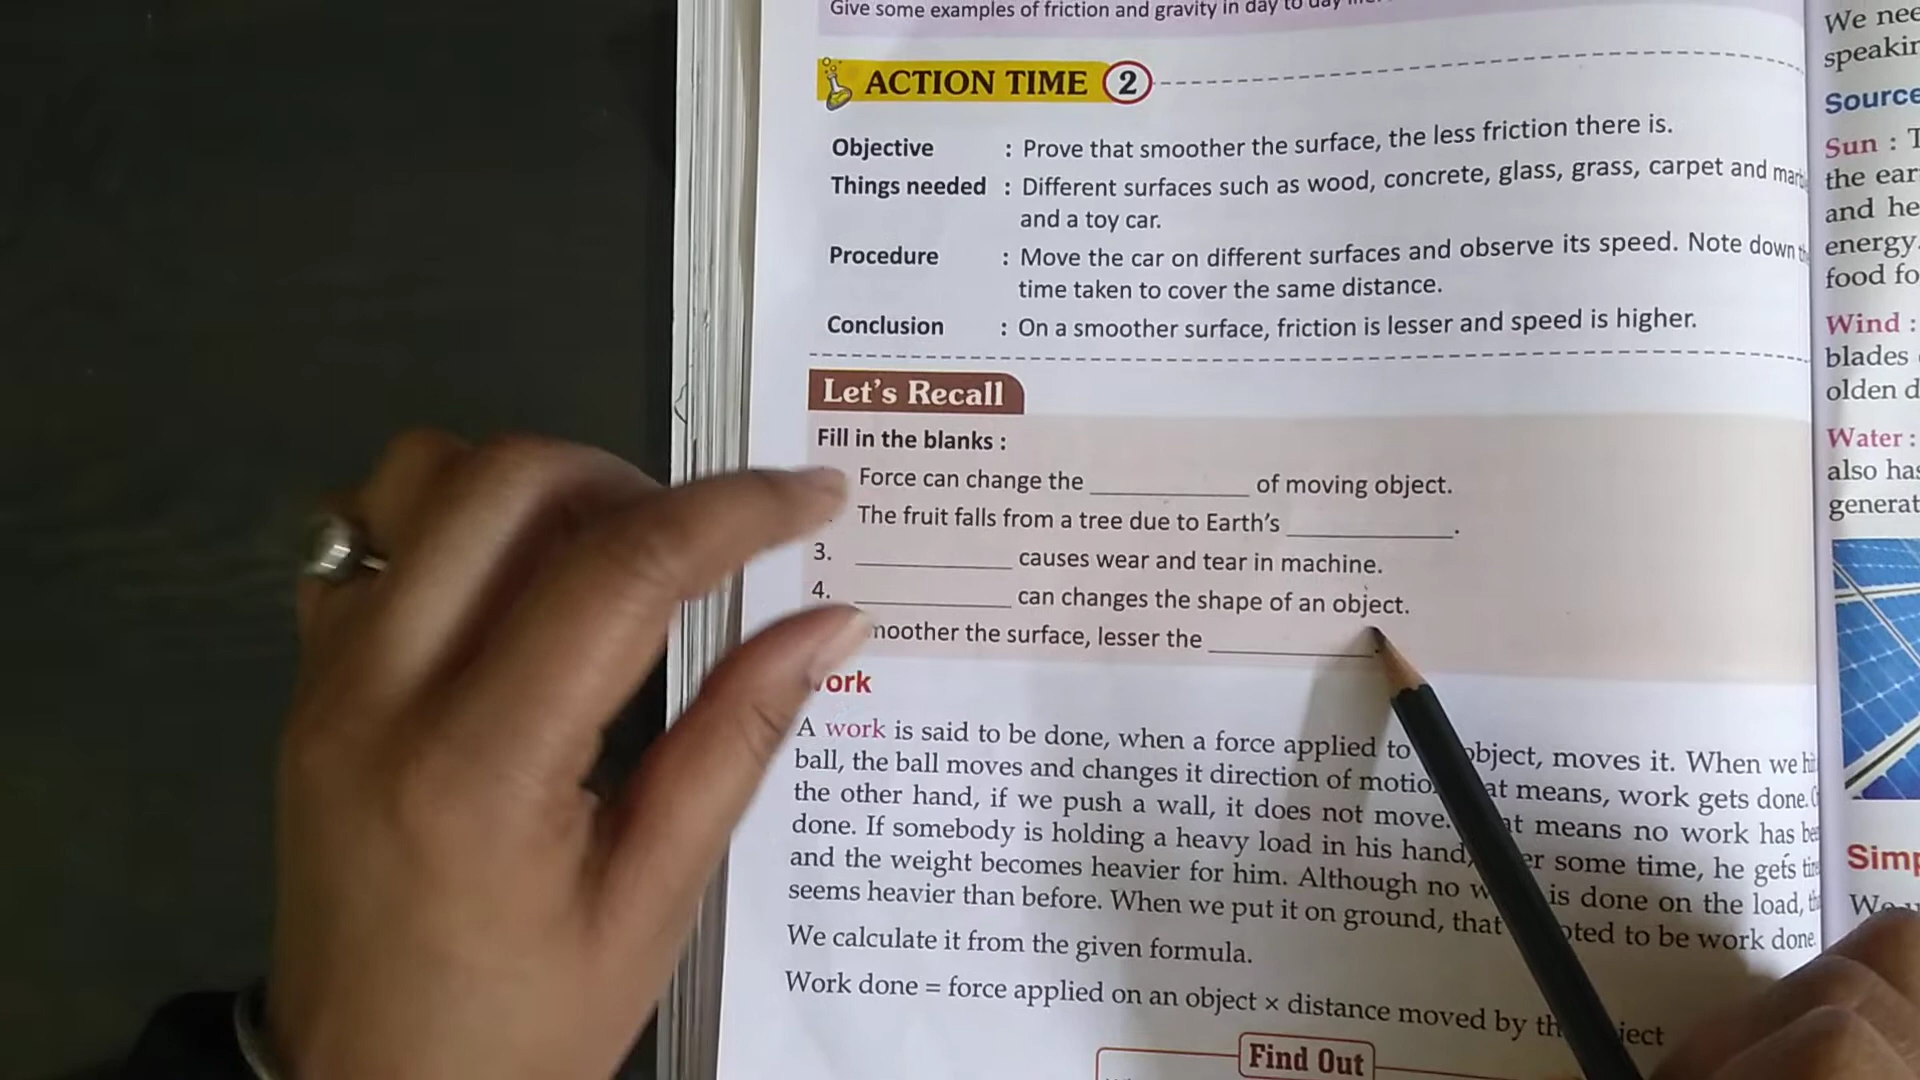 Give some examples of friction and gravity in day to day
ACTION TIME 2
Objective : Prove that smoother the surface, the less friction there is.
Things needed : Different surfaces such as wood, concrete, glass, grass, carpet and
and a toy car.
Procedure : Move the car on different surfaces and observe its speed. Note down
time taken to cover the same distance.
Conclusion : On a smoother surface, friction is lesser and speed is higher.
Let's Recall
Fill in the blanks :
Force can change the ____________ of moving object.
The fruit falls from a tree due to Earth's ____________.
3. ____________ causes wear and tear in machine.
4. ____________ can changes the shape of an object.
moother the surface, lesser the ____________.
ork
A work is said to be done, when a force applied to object, moves it. When we
ball, the ball moves and changes it direction of motio at means, work gets done.
the other hand, if we push a wall, it does not move. t means no work has
done. If somebody is holding a heavy load in his hand, er some time, he gets
and the weight becomes heavier for him. Although no w is done on the load,
seems heavier than before. When we put it on ground, that oted to be work done.
We calculate it from the given formula.
Work done = force applied on an object × distance moved by th ject
Find Out
We nee
speakin
Source
Sun : T
the ear
and he
energy.
food fo
Wind :
blades
olden d
Water :
also has
generat
Simp